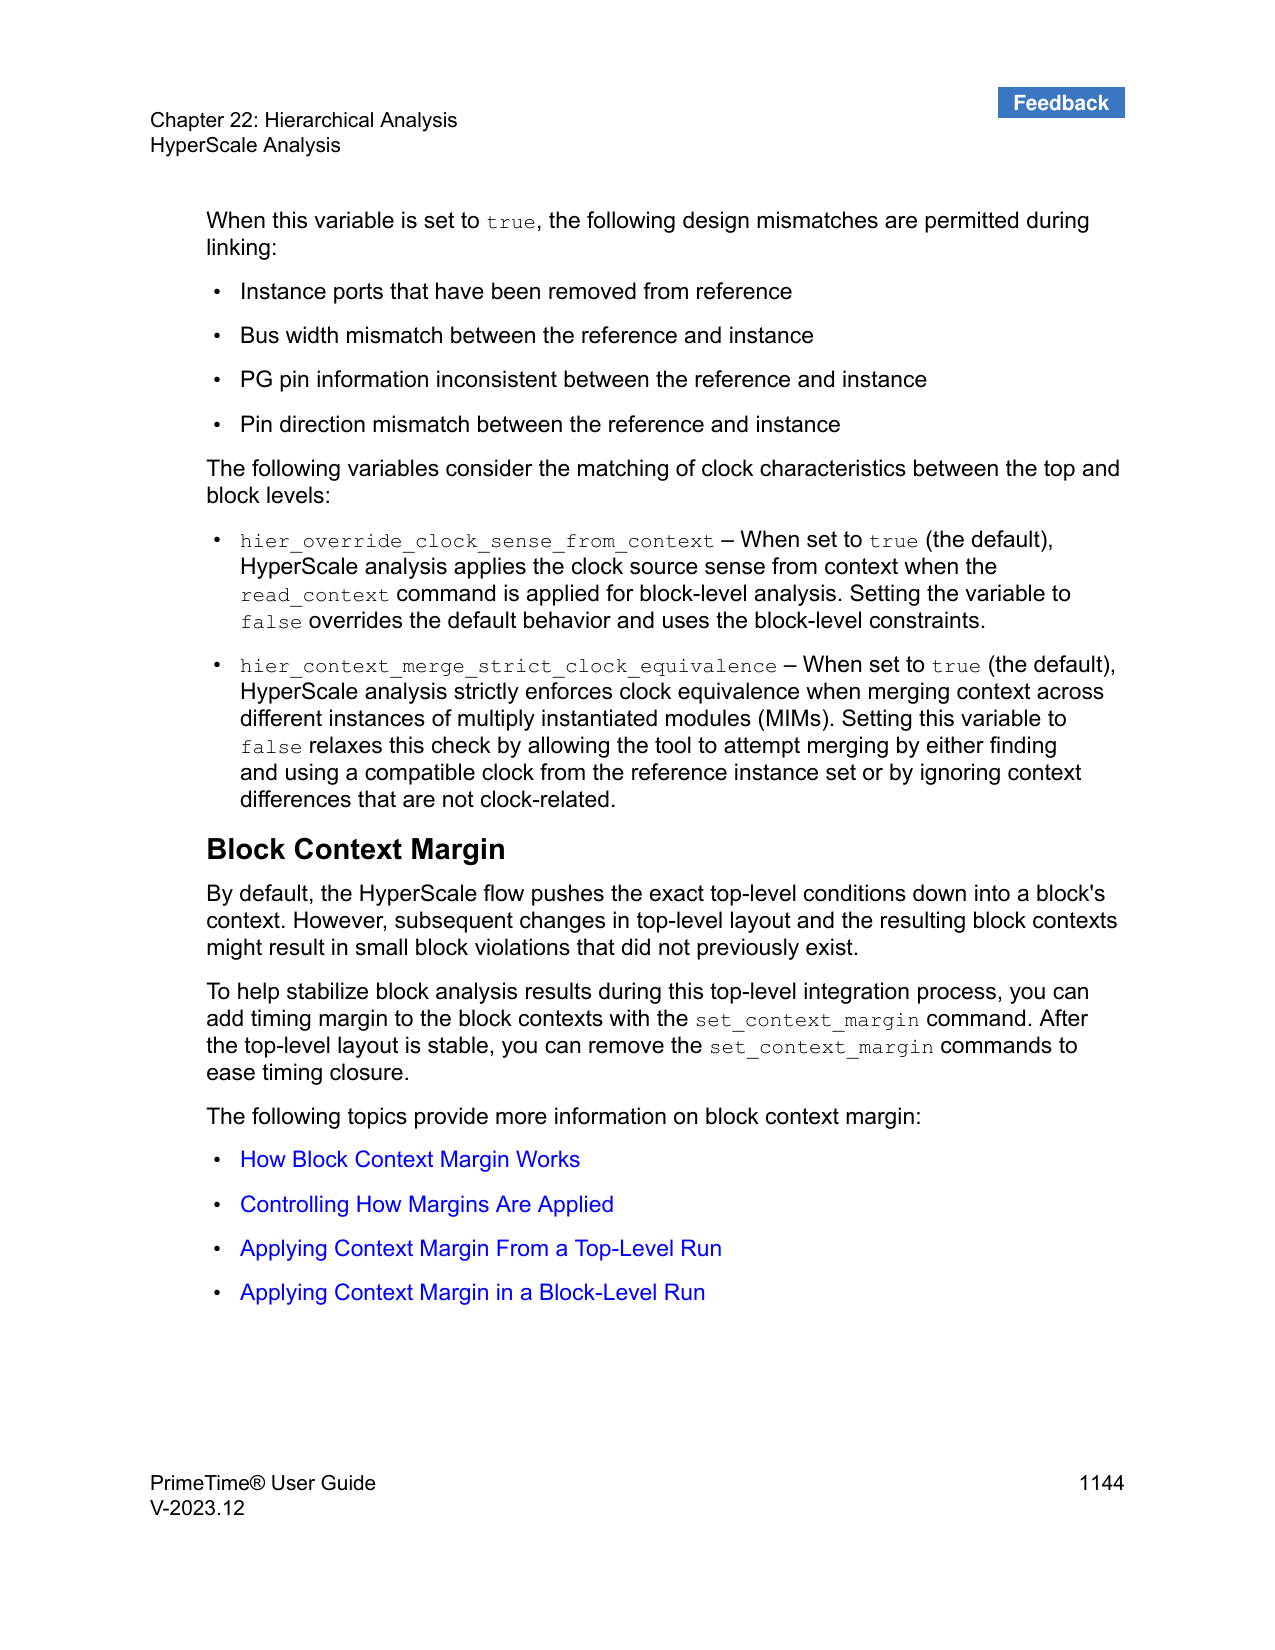 Feedback
Chapter 22: Hierarchical Analysis
HyperScale Analysis
When this variable is set to true, the following design mismatches are permitted during
linking:
• Instance ports that have been removed from reference
• Bus width mismatch between the reference and instance
• PG pin information inconsistent between the reference and instance
• Pin direction mismatch between the reference and instance
The following variables consider the matching of clock characteristics between the top and
block levels:
• hier_override_clock_sense_from_context – When set to true (the default),
HyperScale analysis applies the clock source sense from context when the
read_context command is applied for block-level analysis. Setting the variable to
false overrides the default behavior and uses the block-level constraints.
• hier_context_merge_strict_clock_equivalence – When set to true (the default),
HyperScale analysis strictly enforces clock equivalence when merging context across
different instances of multiply instantiated modules (MIMs). Setting this variable to
false relaxes this check by allowing the tool to attempt merging by either finding
and using a compatible clock from the reference instance set or by ignoring context
differences that are not clock-related.
Block Context Margin
By default, the HyperScale flow pushes the exact top-level conditions down into a block's
context. However, subsequent changes in top-level layout and the resulting block contexts
might result in small block violations that did not previously exist.
To help stabilize block analysis results during this top-level integration process, you can
add timing margin to the block contexts with the set_context_margin command. After
the top-level layout is stable, you can remove the set_context_margin commands to
ease timing closure.
The following topics provide more information on block context margin:
• How Block Context Margin Works
• Controlling How Margins Are Applied
• Applying Context Margin From a Top-Level Run
• Applying Context Margin in a Block-Level Run
PrimeTime® User Guide 1144
V-2023.12